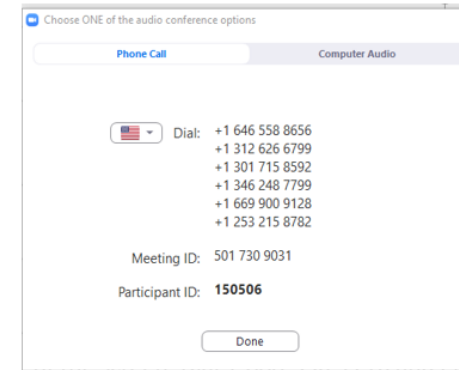 Choose ONE of the audio conference options
Phone Call Computer Audio
Dial: +1 646 558 8656
+1 312 626 6799
+1 301 715 8592
+1 346 248 7799
+1 669 900 9128
+1 253 215 8782
Meeting ID: 501 730 9031
Participant ID: 150506
Done